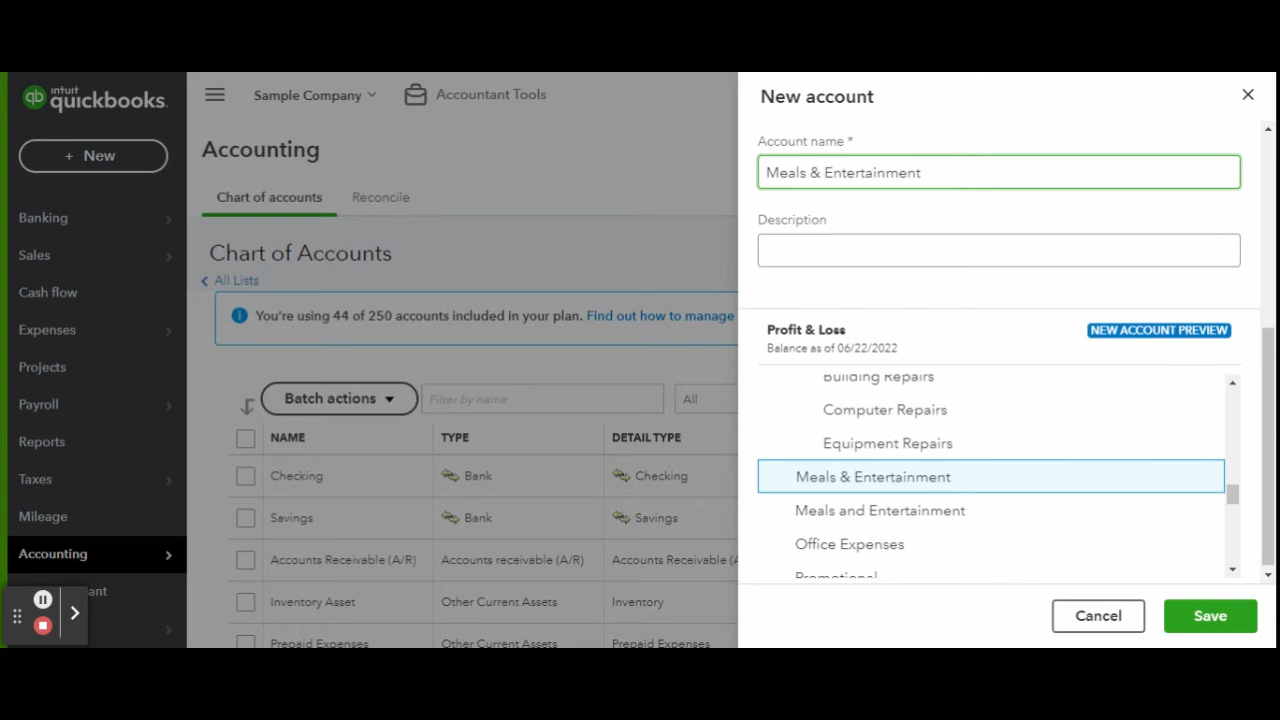 intuit
quickbooks.
+ New
Banking
Sales
Cash flow
Expenses
Projects
Payroll
Reports
Taxes
Mileage
Accounting
ant
Sample Company
Accountant Tools
Accounting
Chart of accounts
Reconcile
Chart of Accounts
All Lists
You're using 44 of 250 accounts included in your plan. Find out how to manage
Batch actions
Filter by name
All
NAME TYPE DETAIL TYPE
Checking Bank Checking
Savings Bank Savings
Accounts Receivable (A/R) Accounts receivable (A/R) Accounts Receivable (A/
Inventory Asset Other Current Assets Inventory
Prepaid Expenses Other Current Assets Prepaid Expenses
New account
Account name *
Meals & Entertainment
Description
Profit & Loss
NEW ACCOUNT PREVIEW
Balance as of 06/22/2022
Building Repairs
Computer Repairs
Equipment Repairs
Meals & Entertainment
Meals and Entertainment
Office Expenses
Promotional
Cancel
Save